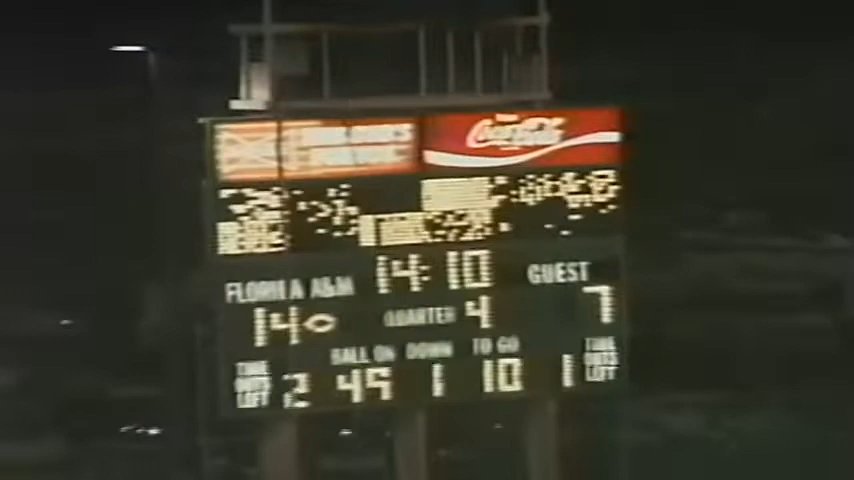 Coca-Cola
14:10
FLORIDA A&M GUEST
14 QUARTER 4 7
BALL ON DOWN TO GO
TIME OUTS LEFT 2 45 1 10 1 TIME OUTS LEFT